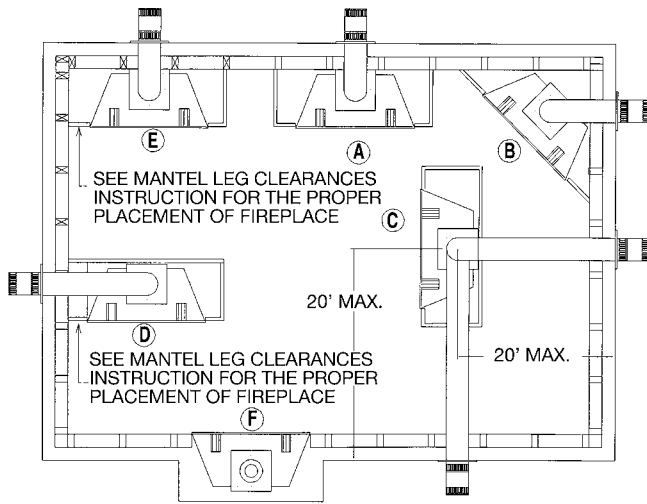 E
A
B
SEE MANTEL LEG CLEARANCES
INSTRUCTION FOR THE PROPER
PLACEMENT OF FIREPLACE
C
20' MAX.
D
20' MAX.
SEE MANTEL LEG CLEARANCES
INSTRUCTION FOR THE PROPER
PLACEMENT OF FIREPLACE
F